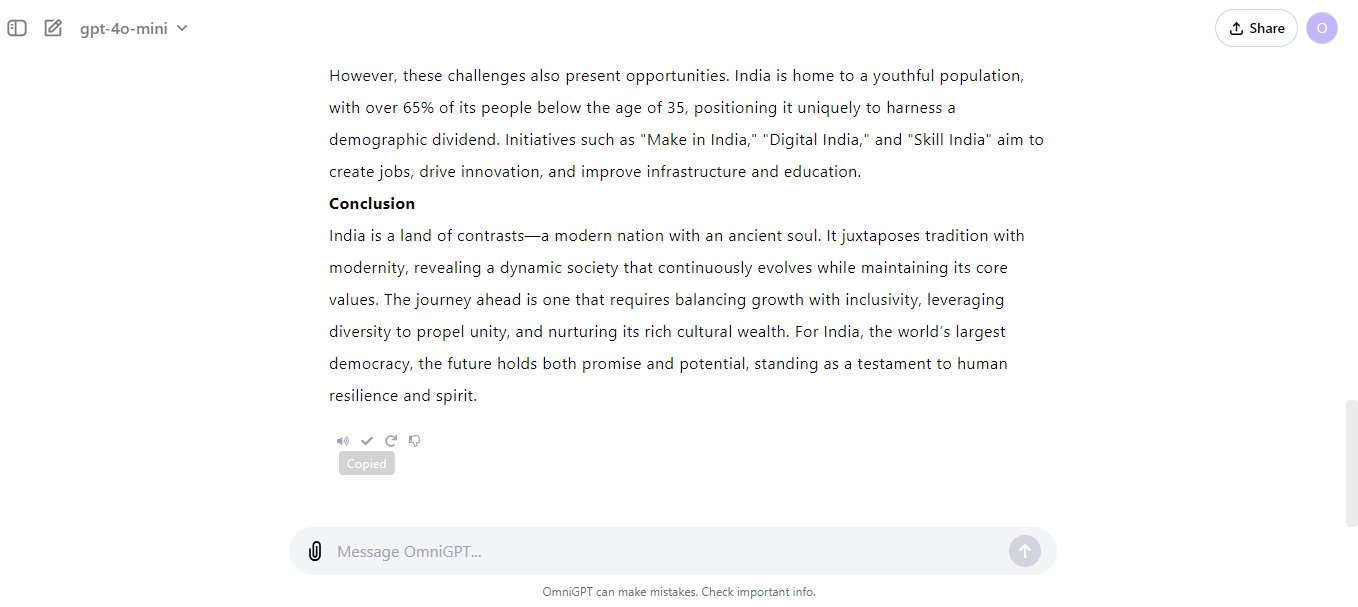 gpt-4o-mini
Share
O
However, these challenges also present opportunities. India is home to a youthful population,
with over 65% of its people below the age of 35, positioning it uniquely to harness a
demographic dividend. Initiatives such as "Make in India," "Digital India," and "Skill India" aim to
create jobs, drive innovation, and improve infrastructure and education.
Conclusion
India is a land of contrasts—a modern nation with an ancient soul. It juxtaposes tradition with
modernity, revealing a dynamic society that continuously evolves while maintaining its core
values. The journey ahead is one that requires balancing growth with inclusivity, leveraging
diversity to propel unity, and nurturing its rich cultural wealth. For India, the world's largest
democracy, the future holds both promise and potential, standing as a testament to human
resilience and spirit.
Copied
Message OmniGPT...
OmniGPT can make mistakes. Check important info.